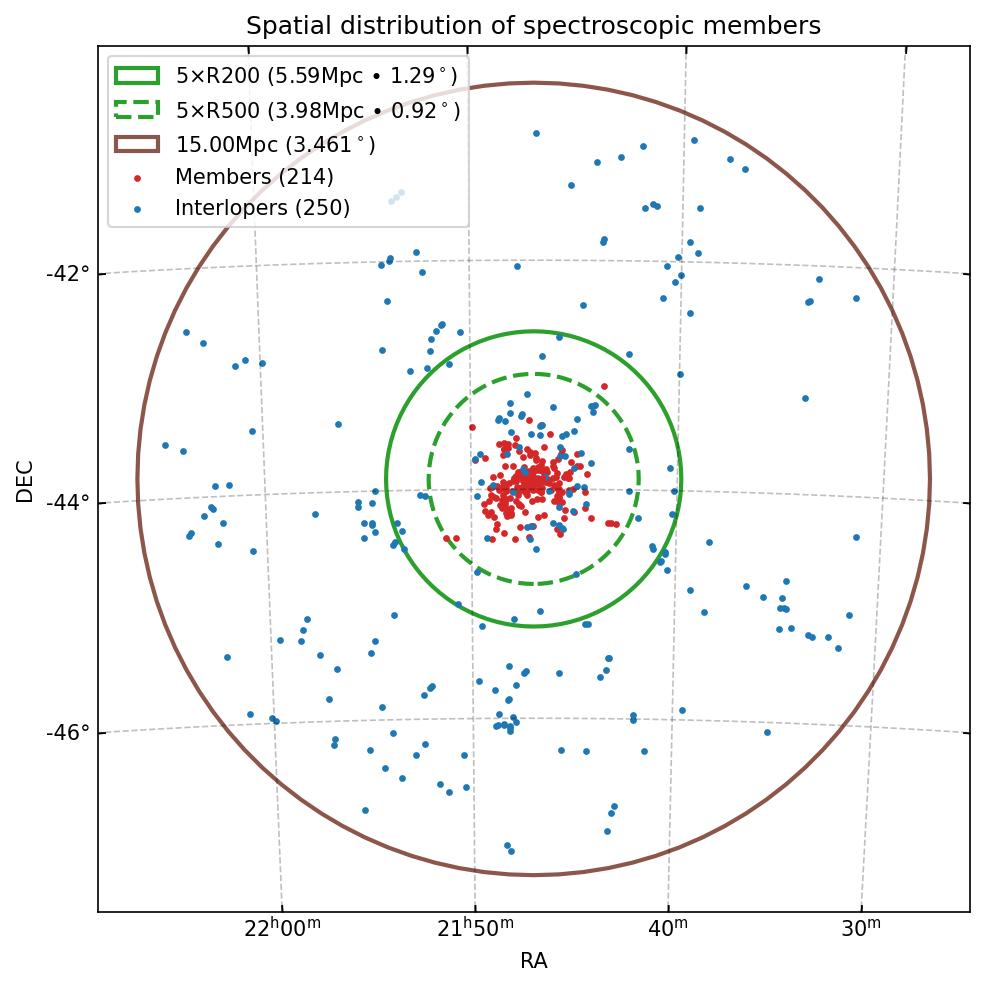 Spatial distribution of spectroscopic members
5×R200 (5.59Mpc • 1.29°)
5×R500 (3.98Mpc • 0.92°)
15.00Mpc (3.461°)
Members (214)
Interlopers (250)
-42°
-44°
-46°
DEC
22ʰ00ᵐ 21ʰ50ᵐ 40ᵐ 30ᵐ
RA